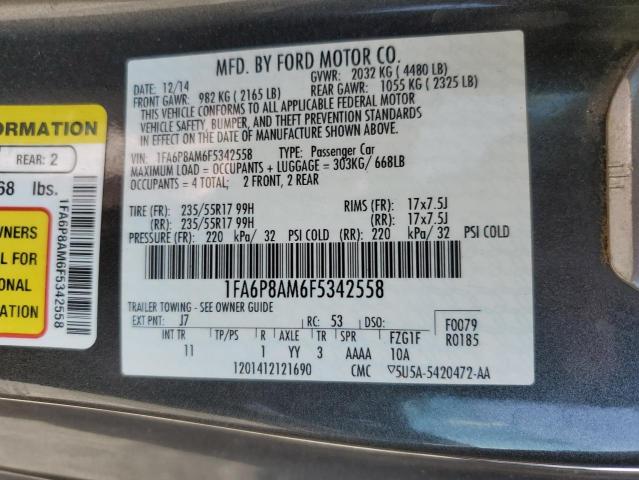 MFD. BY FORD MOTOR CO.
DATE: 12/14 GVWR: 2032 KG ( 4480 LB)
FRONT GAWR: 982 KG ( 2165 LB) REAR GAWR: 1055 KG ( 2325 LB)
THIS VEHICLE CONFORMS TO ALL APPLICABLE FEDERAL MOTOR
VEHICLE SAFETY, BUMPER, AND THEFT PREVENTION STANDARDS
IN EFFECT ON THE DATE OF MANUFACTURE SHOWN ABOVE.
VIN: 1FA6P8AM6F5342558 TYPE: Passenger Car
MAXIMUM LOAD = OCCUPANTS + LUGGAGE = 303KG/ 668LB
OCCUPANTS = 4 TOTAL; 2 FRONT, 2 REAR
TIRE (FR): 235/55R17 99H RIMS (FR): 17x7.5J
(RR): 235/55R17 99H (RR): 17x7.5J
PRESSURE (FR): 220 kPa/ 32 PSI COLD (RR): 220 kPa/ 32 PSI COLD
1FA6P8AM6F5342558
TRAILER TOWING - SEE OWNER GUIDE
EXT PNT: J7 RC: 53 DSO: F0079
INT TR TP/PS R AXLE TR SPR FZG1F R0185
11 1 YY 3 AAAA 10A
1201412121690 CMC 5U5A-5420472-AA
FORMATION
REAR: 2
68 lbs.
WNERS
L FOR
ONAL
MATION
1FA6P8AM6F5342558